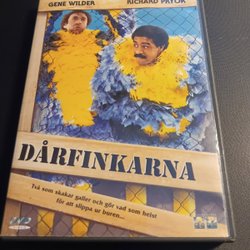 GENE WILDER RICHARD PRYOR
DÅRFINKARNA
Två som skakar galler och gör vad som helst
för att slippa ur buren...
DVD